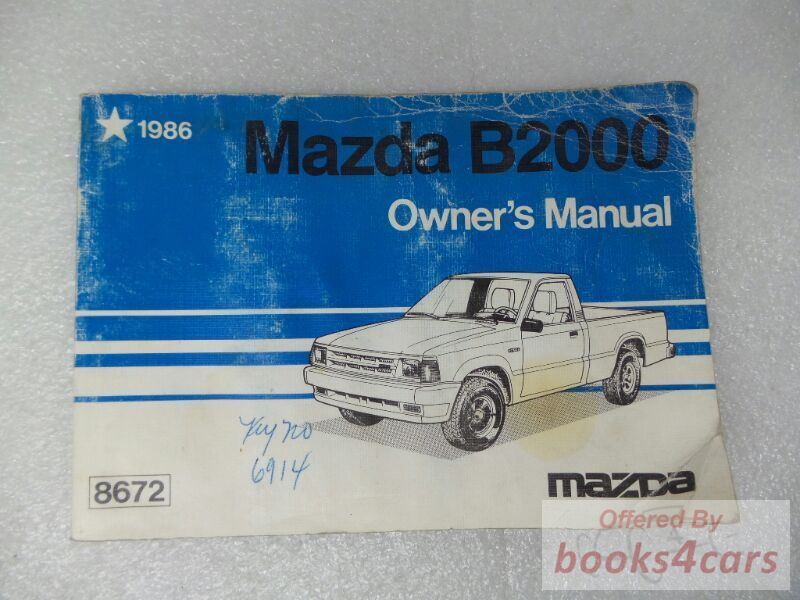 1986
Mazda B2000
Owner's Manual
Key no
6914
8672
mazda
Offered By
books4cars